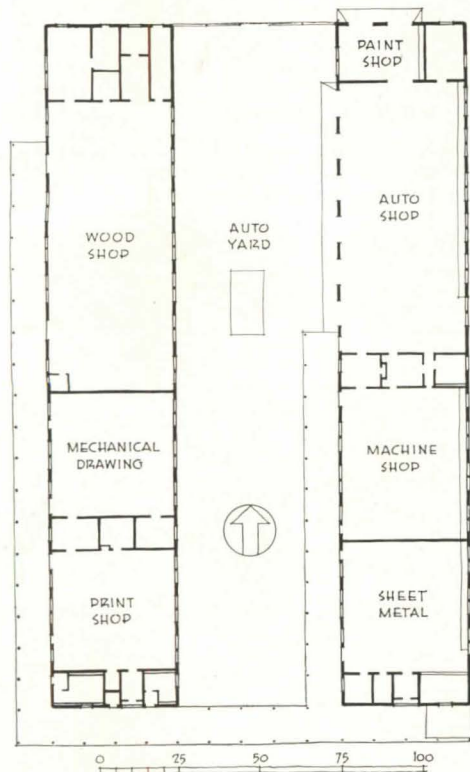 PAINT
SHOP
WOOD
SHOP
AUTO
YARD
AUTO
SHOP
MECHANICAL
DRAWING
MACHINE
SHOP
PRINT
SHOP
SHEET
METAL
0 25 50 75 100